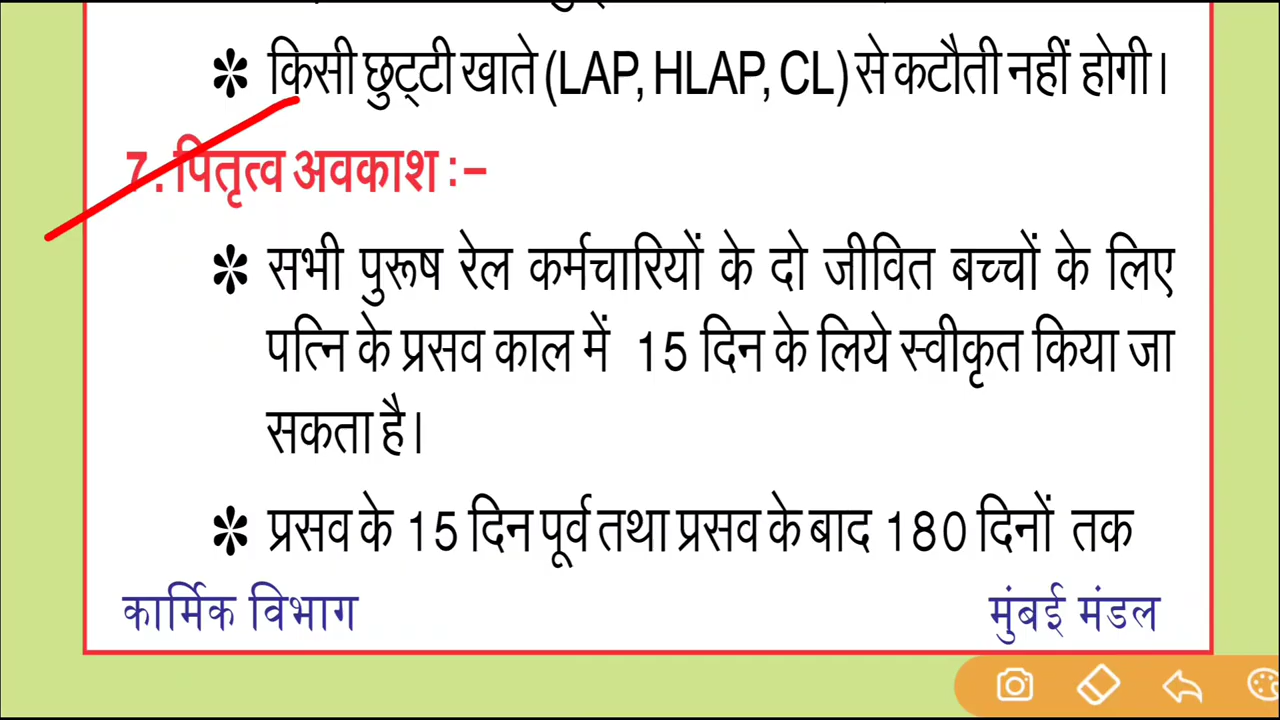 * किसी छुट्टी खाते (LAP, HLAP, CL) से कटौती नहीं होगी।
7. पितृत्व अवकाश :–
* सभी पुरूष रेल कर्मचारियों के दो जीवित बच्चों के लिए
पत्नि के प्रसव काल में 15 दिन के लिये स्वीकृत किया जा
सकता है।
* प्रसव के 15 दिन पूर्व तथा प्रसव के बाद 180 दिनों तक
कार्मिक विभाग मुंबई मंडल